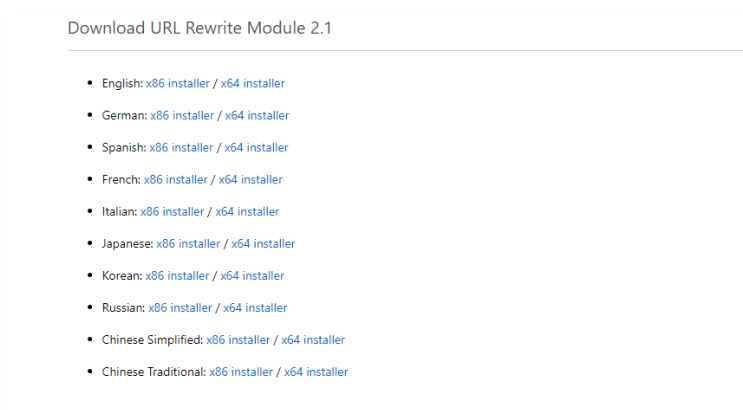 Download URL Rewrite Module 2.1
• English: x86 installer / x64 installer
• German: x86 installer / x64 installer
• Spanish: x86 installer / x64 installer
• French: x86 installer / x64 installer
• Italian: x86 installer / x64 installer
• Japanese: x86 installer / x64 installer
• Korean: x86 installer / x64 installer
• Russian: x86 installer / x64 installer
• Chinese Simplified: x86 installer / x64 installer
• Chinese Traditional: x86 installer / x64 installer